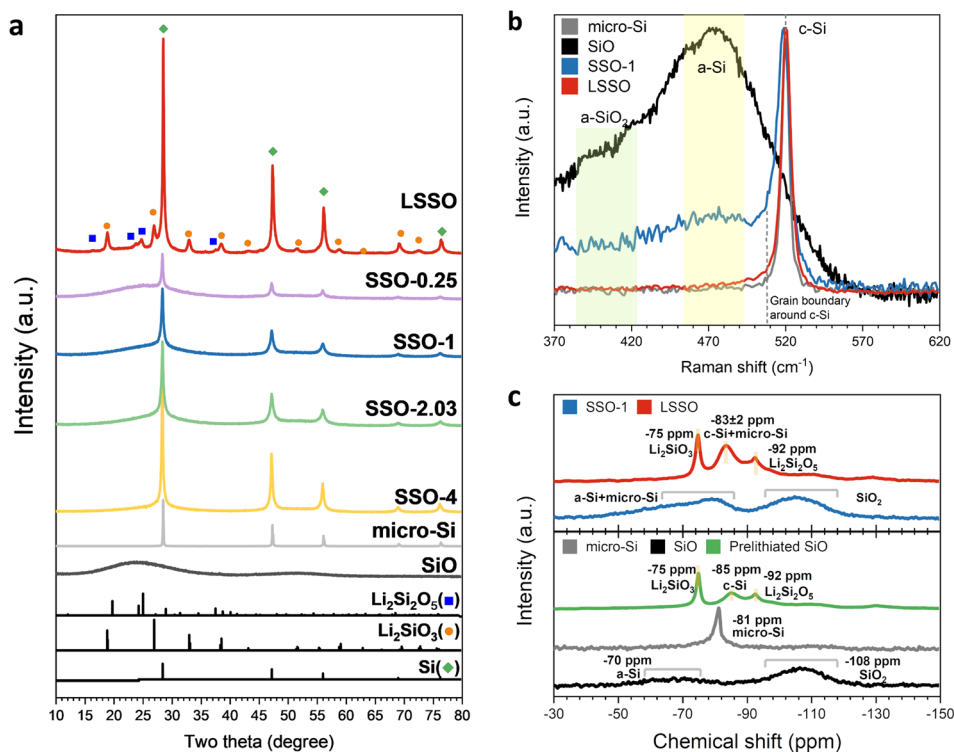 a
LSSO
SSO-0.25
SSO-1
SSO-2.03
SSO-4
micro-Si
SiO
Li₂Si₂O₅(■)
Li₂SiO₃(●)
Si(◆)
Intensity (a.u.)
10 15 20 25 30 35 40 45 50 55 60 65 70 75 80
Two theta (degree)
b
micro-Si
SiO
SSO-1
LSSO
c-Si
a-Si
a-SiO₂
Grain boundary
around c-Si
Intensity (a.u.)
370 420 470 520 570 620
Raman shift (cm⁻¹)
c
SSO-1 LSSO
-83±2 ppm
c-Si+micro-Si
-75 ppm
Li₂SiO₃
-92 ppm
Li₂Si₂O₅
a-Si+micro-Si
SiO₂
micro-Si SiO Prelithiated SiO
-75 ppm
Li₂SiO₃
-85 ppm
c-Si
-92 ppm
Li₂Si₂O₅
-81 ppm
micro-Si
-70 ppm
a-Si
-108 ppm
SiO₂
Intensity (a.u.)
-30 -50 -70 -90 -110 -130 -150
Chemical shift (ppm)